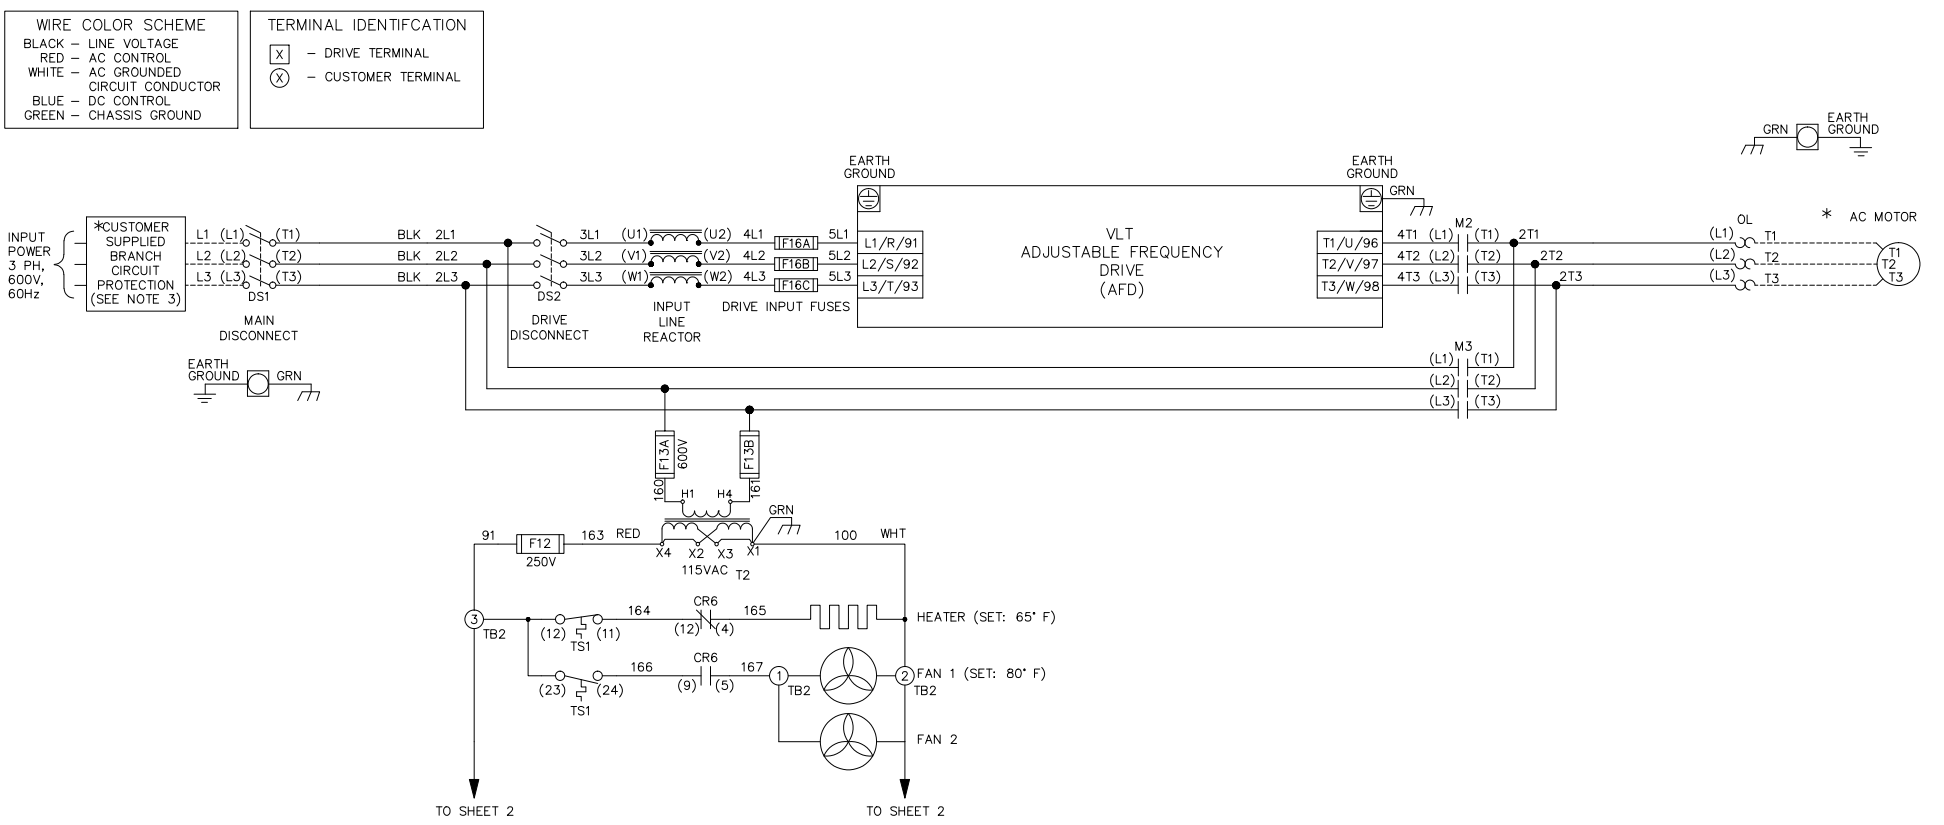 WIRE COLOR SCHEME
BLACK – LINE VOLTAGE
RED – AC CONTROL
WHITE – AC GROUNDED
CIRCUIT CONDUCTOR
BLUE – DC CONTROL
GREEN – CHASSIS GROUND
TERMINAL IDENTIFCATION
X – DRIVE TERMINAL
X – CUSTOMER TERMINAL
GRN
EARTH
GROUND
EARTH
GROUND
EARTH
GROUND
GRN
INPUT
POWER
3 PH,
600V,
60Hz
*CUSTOMER
SUPPLIED
BRANCH
CIRCUIT
PROTECTION
(SEE NOTE 3)
L1 (L1) (T1) BLK 2L1 3L1 (U1) (U2) 4L1 F16A 5L1 L1/R/91
L2 (L2) (T2) BLK 2L2 3L2 (V1) (V2) 4L2 F16B 5L2 L2/S/92
L3 (L3) (T3) BLK 2L3 3L3 (W1) (W2) 4L3 F16C 5L3 L3/T/93
DS1
MAIN
DISCONNECT
DS2
DRIVE
DISCONNECT
INPUT
LINE
REACTOR
DRIVE INPUT FUSES
VLT
ADJUSTABLE FREQUENCY
DRIVE
(AFD)
M2
OL
* AC MOTOR
T1/U/96 4T1 (L1) (T1) 2T1 (L1) T1
T2/V/97 4T2 (L2) (T2) 2T2 (L2) T2
T3/W/98 4T3 (L3) (T3) 2T3 (L3) T3
T1
T2
T3
EARTH
GROUND
GRN
M3
(L1) (T1)
(L2) (T2)
(L3) (T3)
F13A
600V
F13B
160
161
H1 H4
GRN
91 F12 163 RED
250V
X4 X2 X3 X1
100 WHT
115VAC T2
3
TB2
(12) (11)
TS1
164
CR6
(12) (4)
165
HEATER (SET: 65° F)
(23) (24)
TS1
166
CR6
(9) (5)
167
1
TB2
2
TB2
FAN 1 (SET: 80° F)
FAN 2
TO SHEET 2
TO SHEET 2